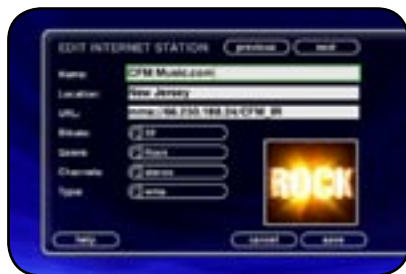 EDIT INTERNET STATION previous next
Name: CFM Music.com
Location: New Jersey
URL:
Bitrate:
Genre Rock
Channels stereo
Type wma
ROCK
help cancel save